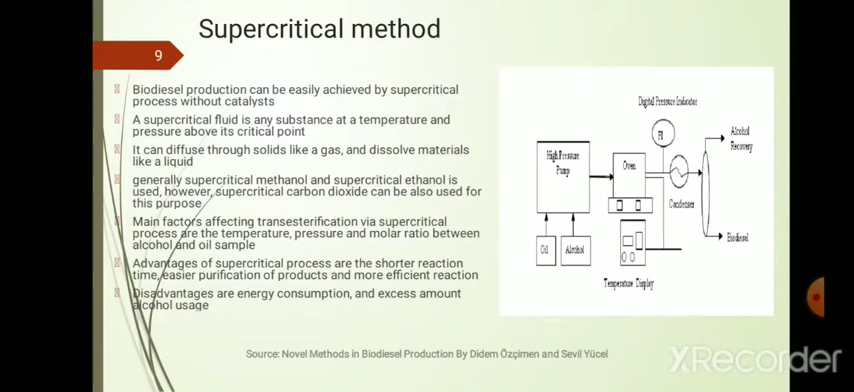 Supercritical method
9
Biodiesel production can be easily achieved by supercritical
process without catalysts
A supercritical fluid is any substance at a temperature and
pressure above its critical point
It can diffuse through solids like a gas, and dissolve materials
like a liquid
generally supercritical methanol and supercritical ethanol is
used, however, supercritical carbon dioxide can be also used for
this purpose
Main factors affecting transesterification via supercritical
process are the temperature, pressure and molar ratio between
alcohol and oil sample
Advantages of supercritical process are the shorter reaction
time, easier purification of products and more efficient reaction
Disadvantages are energy consumption, and excess amount
alcohol usage
Digital Pressure Indicator
PI
High Pressure
Pump
Oven
Alcohol
Recovery
Condenser
Oil
Alcohol
Biodiesel
Temperature Display
Source: Novel Methods in Biodiesel Production By Didem Özçimen and Sevil Yücel
XRecorder